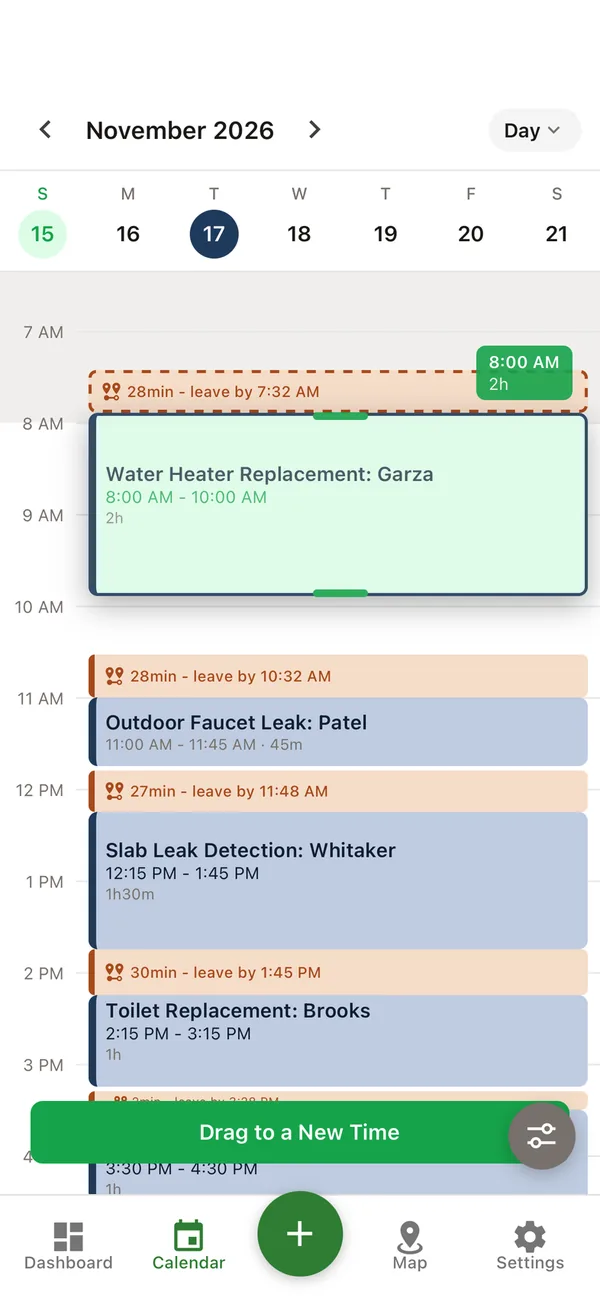 November 2026
Day
S M T W T F S
15 16 17 18 19 20 21
7 AM
8:00 AM
2h
28min - leave by 7:32 AM
8 AM
Water Heater Replacement: Garza
8:00 AM - 10:00 AM
2h
9 AM
10 AM
28min - leave by 10:32 AM
11 AM
Outdoor Faucet Leak: Patel
11:00 AM - 11:45 AM · 45m
12 PM
27min - leave by 11:48 AM
Slab Leak Detection: Whitaker
12:15 PM - 1:45 PM
1 PM
1h30m
2 PM
30min - leave by 1:45 PM
Toilet Replacement: Brooks
2:15 PM - 3:15 PM
1h
3 PM
Drag to a New Time
4
3:30 PM - 4:30 PM
1h
Dashboard
Calendar
Map
Settings